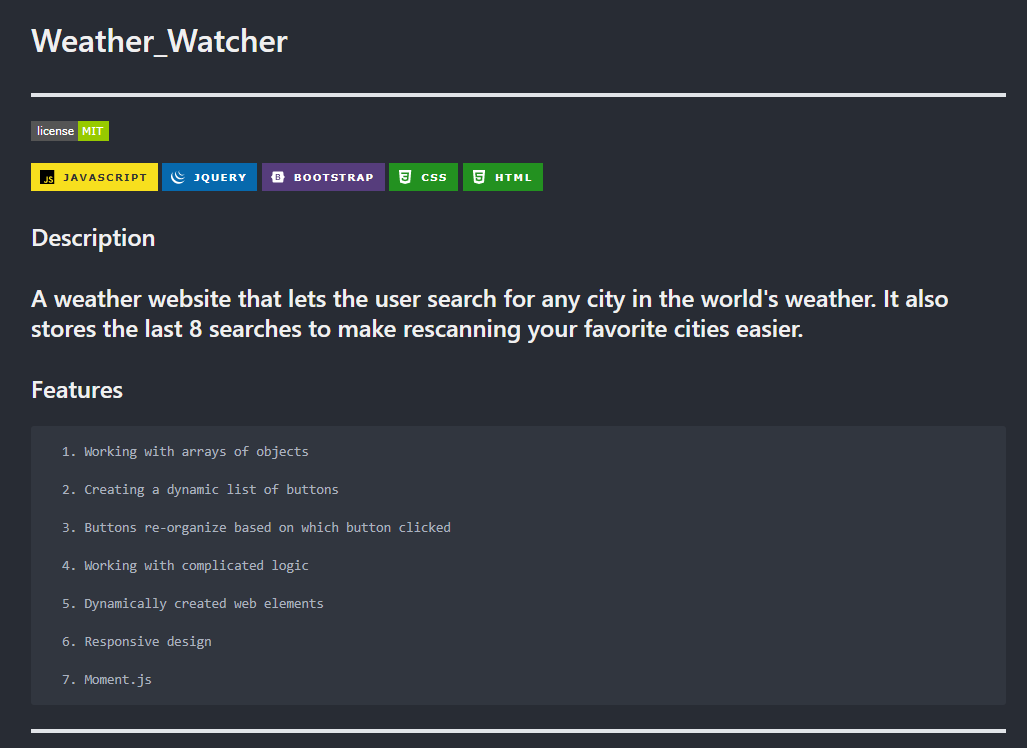 Weather_Watcher
license MIT
JS JAVASCRIPT JQUERY B BOOTSTRAP 3 CSS 5 HTML
Description
A weather website that lets the user search for any city in the world's weather. It also
stores the last 8 searches to make rescanning your favorite cities easier.
Features
1. Working with arrays of objects
2. Creating a dynamic list of buttons
3. Buttons re-organize based on which button clicked
4. Working with complicated logic
5. Dynamically created web elements
6. Responsive design
7. Moment.js